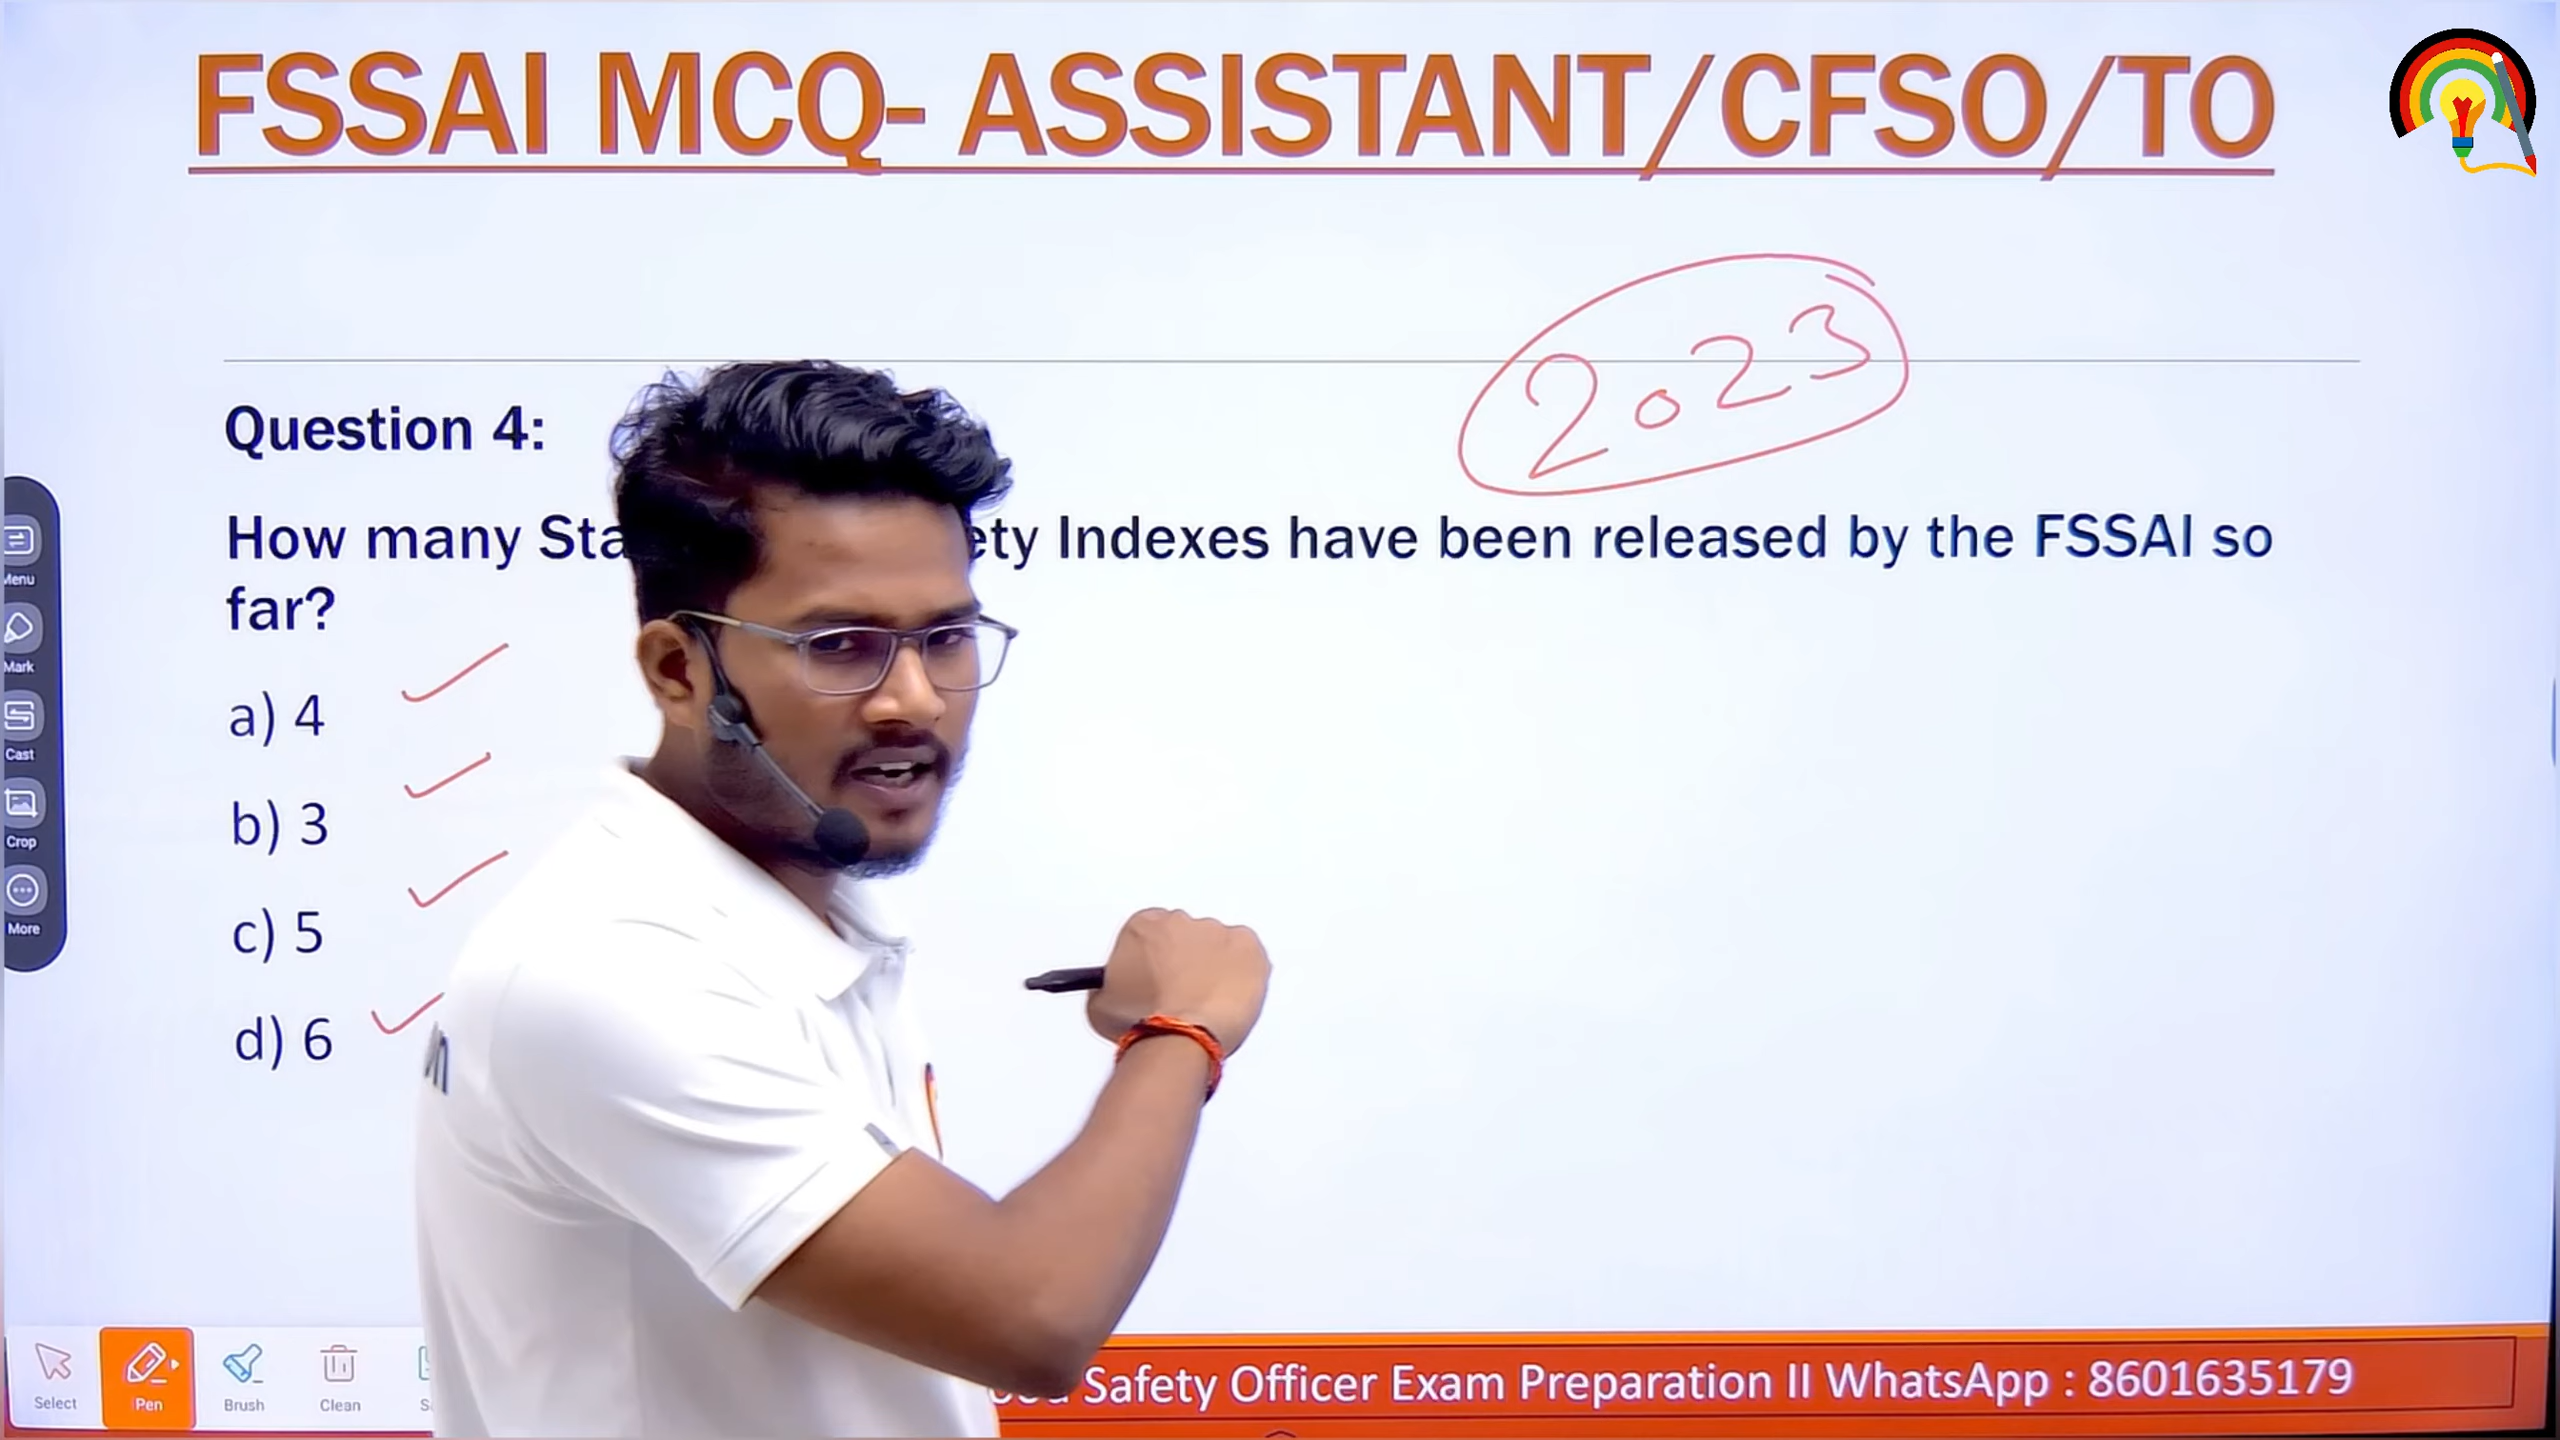 FSSAI MCQ- ASSISTANT/CFSO/TO
2023
Question 4:
How many Sta ety Indexes have been released by the FSSAI so
far?
a) 4
b) 3
c) 5
d) 6
Menu
Mark
Cast
Crop
More
Select
Pen
Brush
Clean
Safety Officer Exam Preparation II WhatsApp : 8601635179